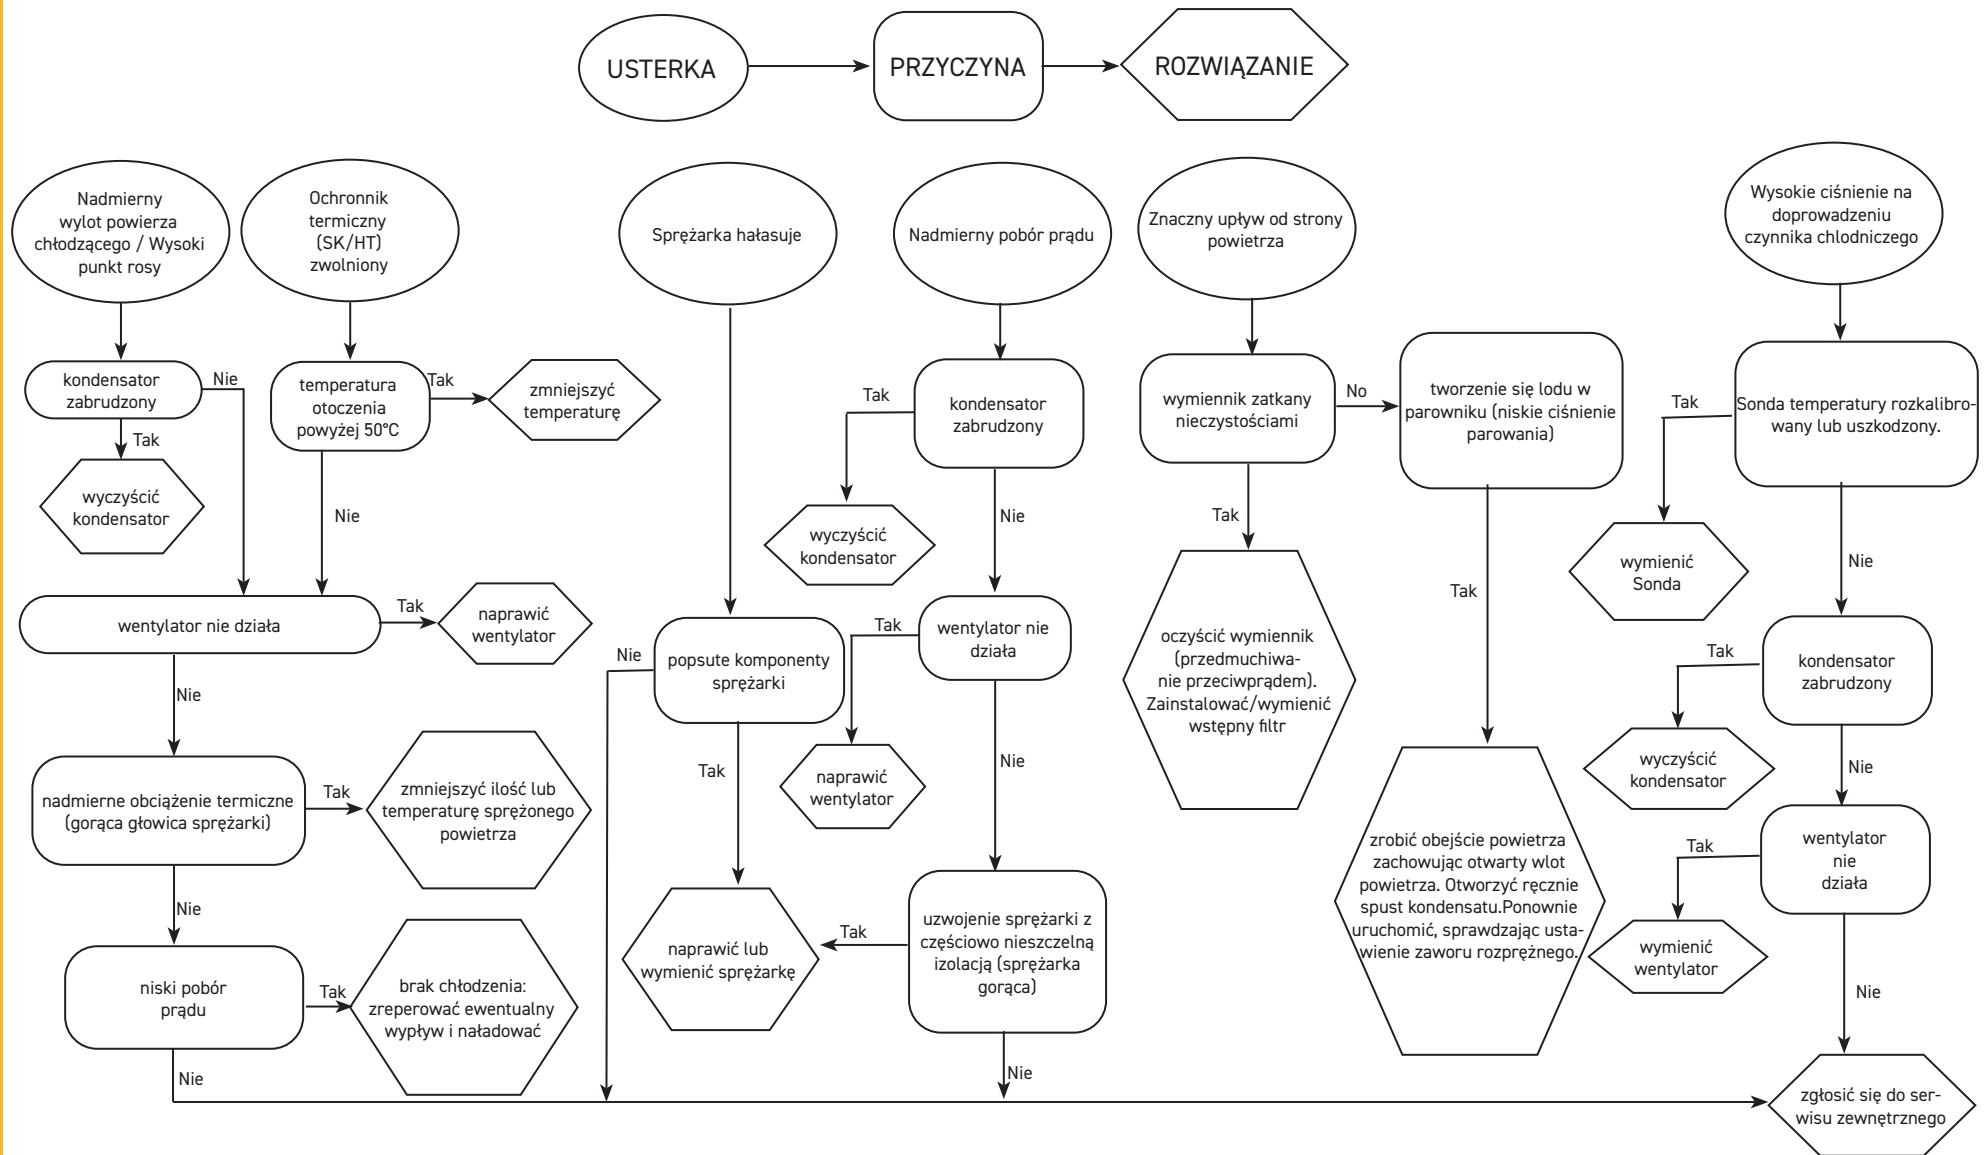 USTERKA
PRZYCZYNA
ROZWIĄZANIE
Nadmierny
wylot powierza
chłodzącego / Wysoki
punkt rosy
kondensator
zabrudzony
Nie
Tak
wyczyścić
kondensator
Ochronnik
termiczny
(SK/HT)
zwolniony
temperatura
otoczenia
powyżej 50°C
Tak
zmniejszyć
temperaturę
Nie
wentylator nie działa
Tak
naprawić
wentylator
Nie
nadmierne obciążenie termiczne
(gorąca głowica sprężarki)
Tak
zmniejszyć ilość lub
temperaturę sprężonego
powietrza
Nie
niski pobór
prądu
Tak
brak chłodzenia:
zreperować ewentualny
wypływ i naładować
Nie
Sprężarka hałasuje
popsute komponenty
sprężarki
Nie
Tak
naprawić lub
wymienić sprężarkę
Nadmierny pobór prądu
kondensator
zabrudzony
Tak
wyczyścić
kondensator
Nie
wentylator nie
działa
Tak
naprawić
wentylator
Nie
uzwojenie sprężarki z
częściowo nieszczelną
izolacją (sprężarka
gorąca)
Tak
Nie
Znaczny upływ od strony
powietrza
wymiennik zatkany
nieczystościami
No
Tak
oczyścić wymiennik
(przedmuchiwa-
nie przeciwprądem).
Zainstalować/wymienić
wstępny filtr
tworzenie się lodu w
parowniku (niskie ciśnienie
parowania)
Tak
zrobić obejście powietrza
zachowując otwarty wlot
powietrza. Otworzyć ręcznie
spust kondensatu.Ponownie
uruchomić, sprawdzając usta-
wienie zaworu rozprężnego.
Wysokie ciśnienie na
doprowadzeniu
czynnika chlodniczego
Sonda temperatury rozkalibro-
wany lub uszkodzony.
Tak
wymienić
Sonda
Nie
kondensator
zabrudzony
Tak
wyczyścić
kondensator
Nie
wentylator
nie
działa
Tak
wymienić
wentylator
Nie
zgłosić się do ser-
wisu zewnętrznego